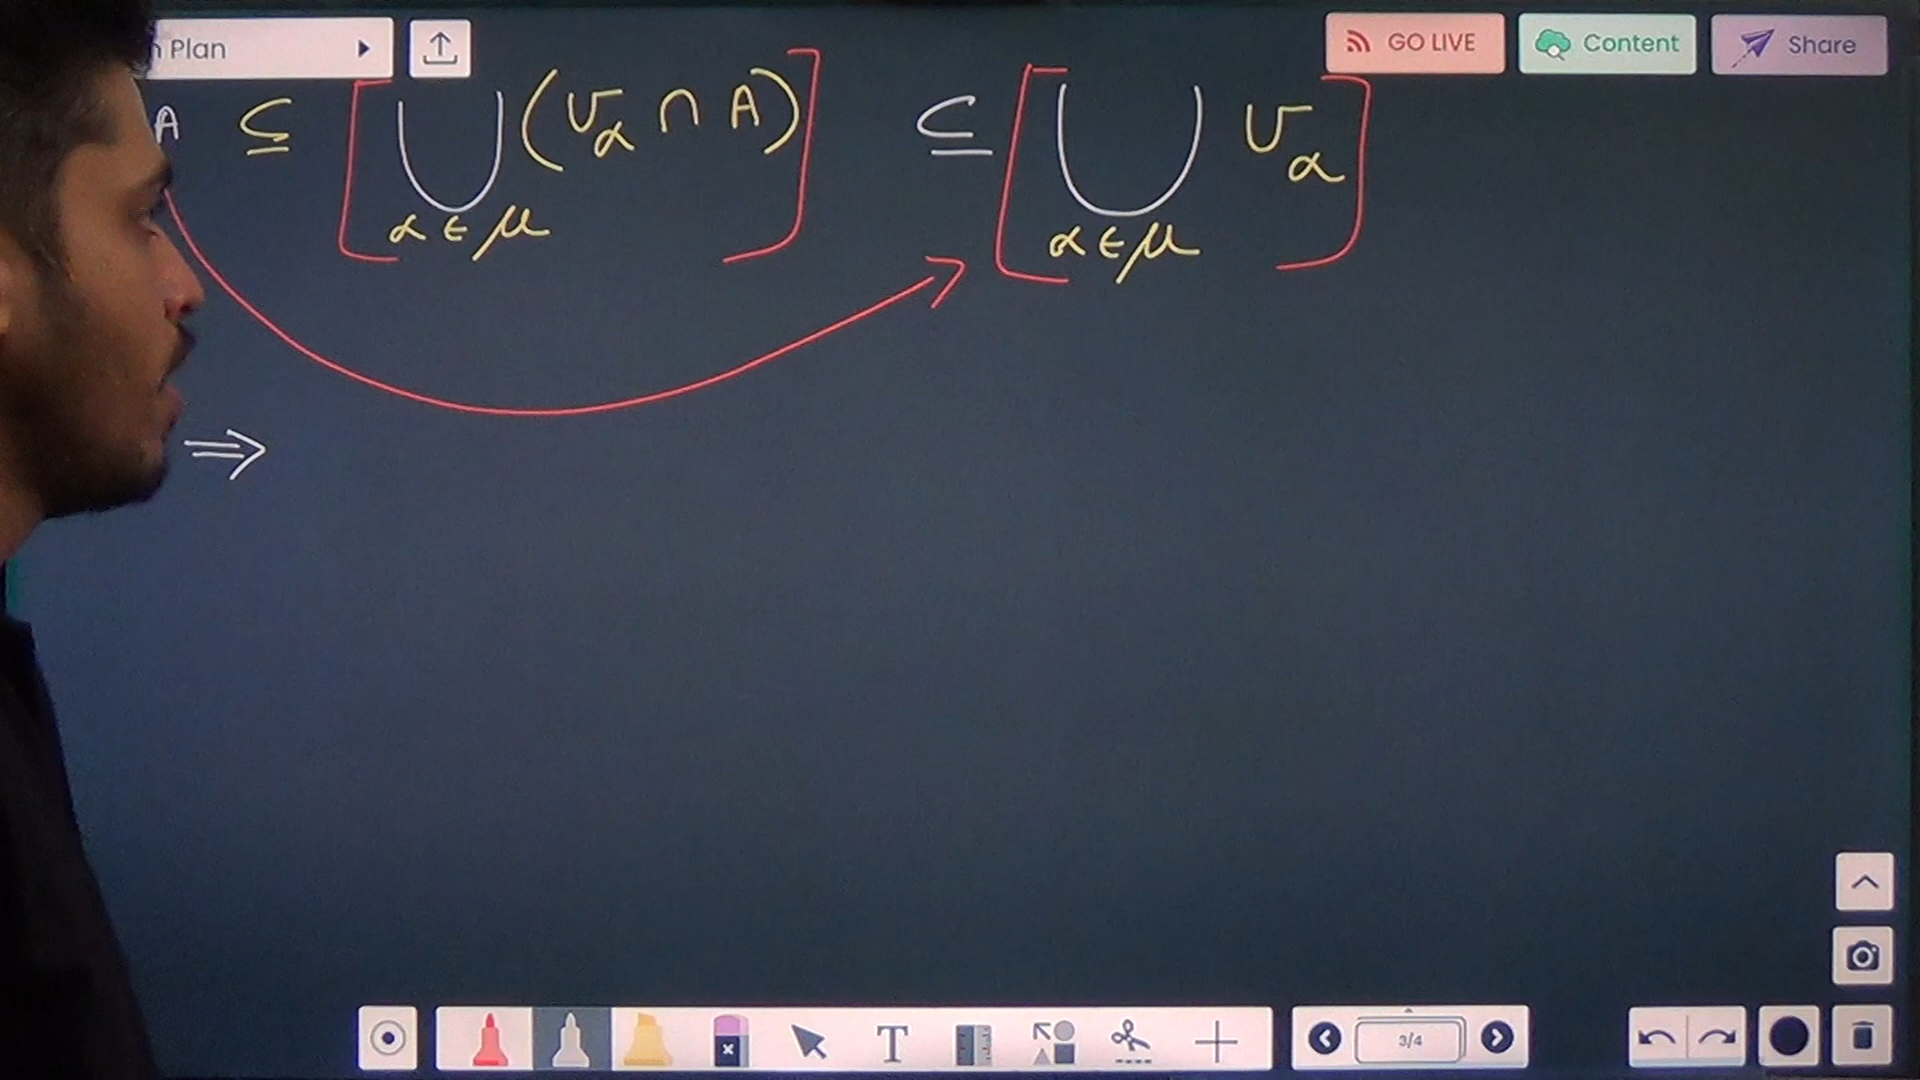 Plan
GO LIVE
Content
Share
A ⊆ [ ⋃ (U_α ∩ A) ] ⊆ [ ⋃ U_α ]
α ∈ μ α ∈ μ
⇒
T
3/4